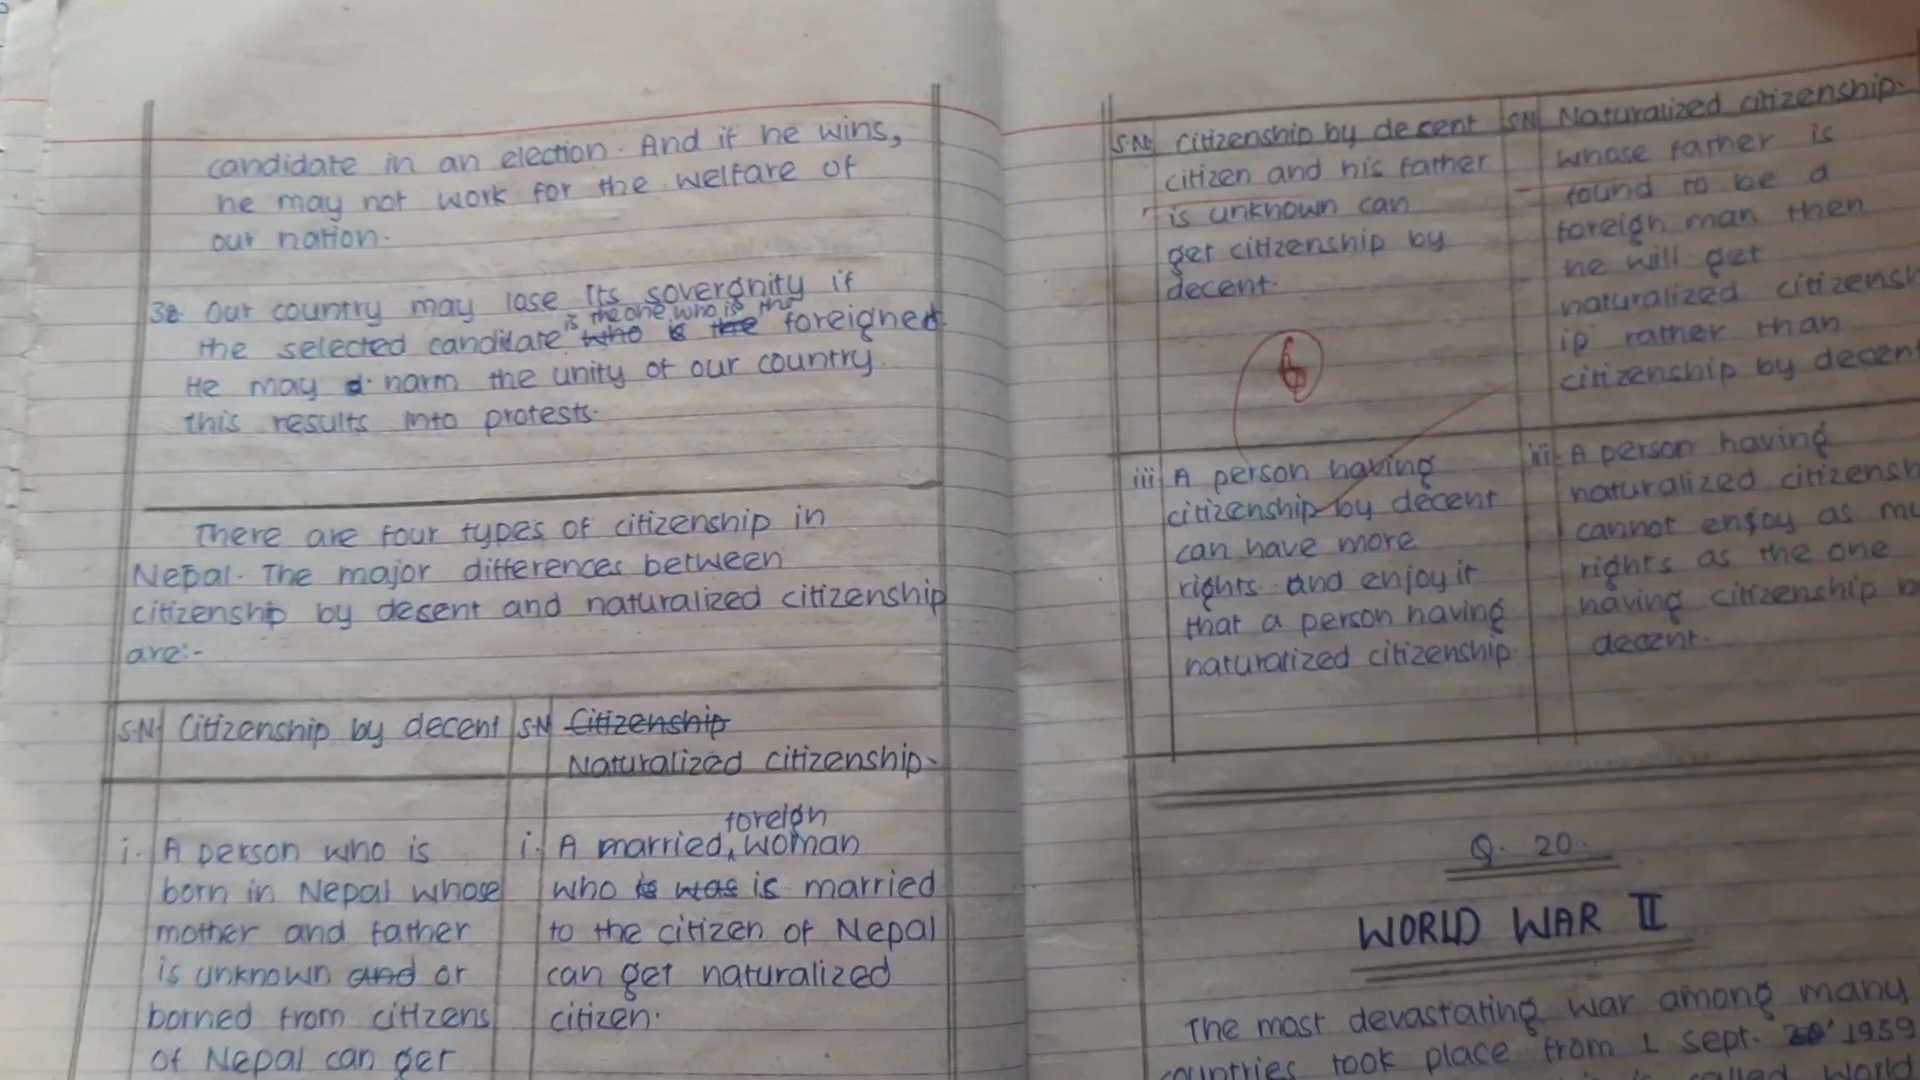 candidate in an election. And if he wins,
he may not work for the welfare of
our nation.
3. Our country may lose its sovergnity if
the selected candidate is the one who is the foreigned.
He may harm the unity of our country.
this results into protests.
There are four types of citizenship in
Nepal. The major differences between
citizenship by desent and naturalized citizenship
are:-
S.N Citizenship by decent S.N Citizenship
Naturalized citizenship.
foreign
i. A person who is i. A married, woman
born in Nepal whose who is was is married
mother and father to the citizen of Nepal
is unknown and or can get naturalized
borned from citizens citizen.
of Nepal can get
S.N Citizenship by decent S.N Naturalized citizenship.
citizen and his father whose father is
is unknown can found to be a
get citizenship by foreign man then
decent. he will get
naturalized citizensh
ip rather than
citizenship by decent
6
iii A person having iii. A person having
citizenship by decent naturalized citizensh
can have more cannot enjoy as mu
rights and enjoy it rights as the one
that a person having having citizenship b
naturalized citizenship. decent.
Q. 20.
WORLD WAR II
The most devastating war among many
countries took place from 1 sept. 1939
called World